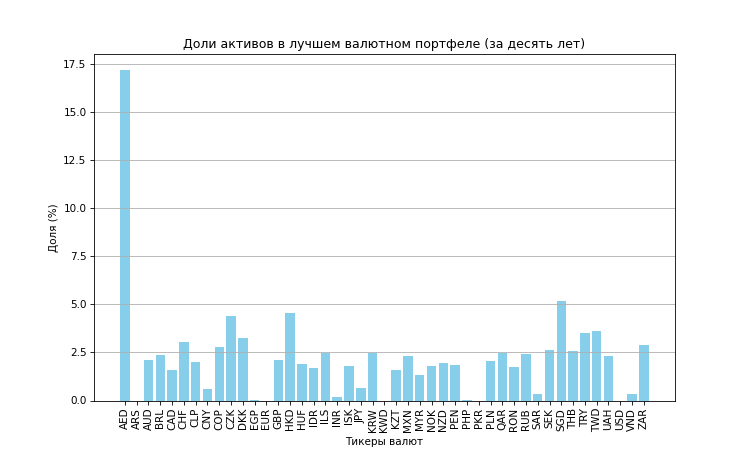 Доли активов в лучшем валютном портфеле (за десять лет)
17.5
15.0
12.5
10.0
7.5
5.0
2.5
0.0
Доля (%)
AED ARS AUD BRL CAD CHF CLP CNY COP CZK DKK EGP EUR GBP HKD HUF IDR ILS INR ISK JPY KRW KWD KZT MXN MYR NOK NZD PEN PHP PKR PLN QAR RON RUB SAR SEK SGD THB TRY TWD UAH USD VND ZAR
Тикеры валют